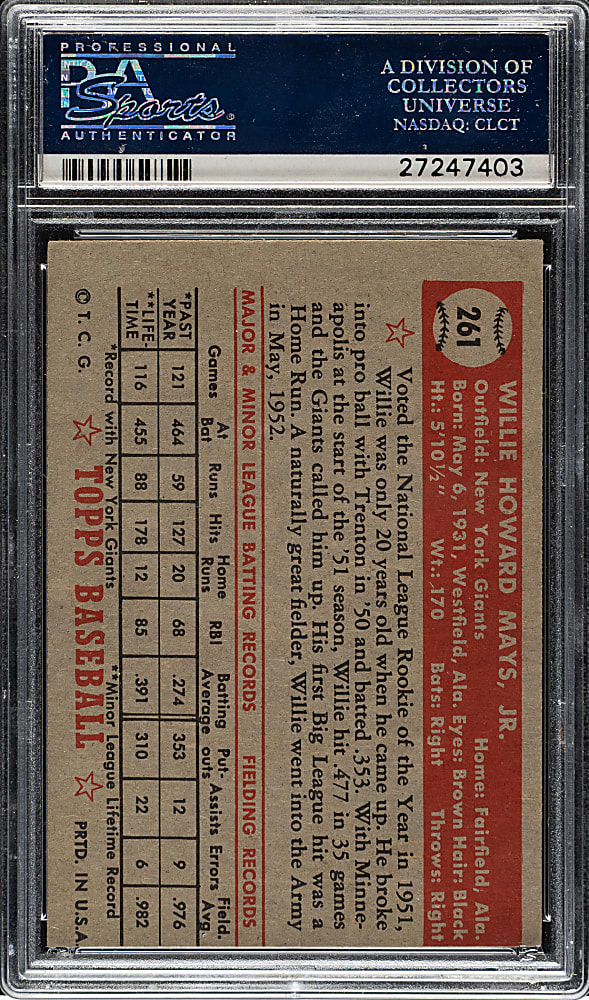 PROFESSIONAL
PSA
Sports®
AUTHENTICATOR
A DIVISION OF
COLLECTORS
UNIVERSE
NASDAQ: CLCT
27247403
261
WILLIE HOWARD MAYS, JR.
Outfield: New York Giants Home: Fairfield, Ala.
Born: May 6, 1931, Westfield, Ala. Eyes: Brown Hair: Black
Ht.: 5'10½" Wt.: 170 Bats: Right Throws: Right
Voted the National League Rookie of the Year in 1951,
Willie was only 20 years old when he came up. He broke
into pro ball with Trenton in '50 and batted .353. With Minne-
apolis at the start of the '51 season, Willie hit .477 in 35 games
and the Giants called him up. His first Big League hit was a
Home Run. A naturally great fielder, Willie went into the Army
in May, 1952.
MAJOR & MINOR LEAGUE BATTING RECORDS FIELDING RECORDS
Games At Bat Runs Hits Home Runs RBI Batting Average Put-outs Assists Errors Field. Avg.
*PAST YEAR 121 464 59 127 20 68 .274 353 12 9 .976
**LIFE-TIME 116 455 88 178 12 85 .391 310 22 6 .982
*Record with New York Giants **Minor League Lifetime Record
© T. C. G. TOPPS BASEBALL PRTD. IN U.S.A.